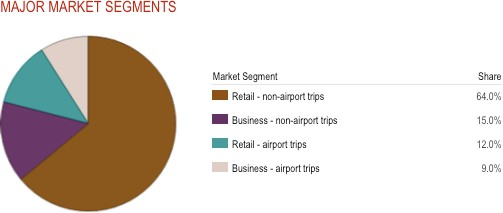 MAJOR MARKET SEGMENTS
Market Segment Share
Retail - non-airport trips 64.0%
Business - non-airport trips 15.0%
Retail - airport trips 12.0%
Business - airport trips 9.0%